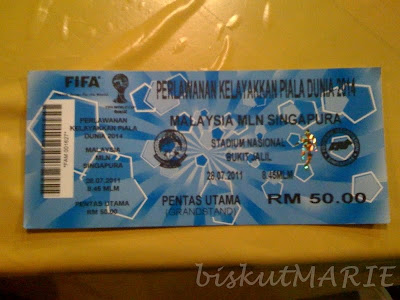 FIFA
PERLAWANAN KELAYAKKAN PIALA DUNIA 2014
PERLAWANAN
KELAYAKKAN PIALA
DUNIA 2014
MALAYSIA
MLN
SINGAPURA
28.07.2011
8:45 MLM
PENTAS UTAMA
RM 50.00
MALAYSIA MLN SINGAPURA
STADIUM NASIONAL
BUKIT JALIL
28.07.2011 8:45MLM
PENTAS UTAMA
(GRANDSTAND)
RM 50.00
biskutMARIE